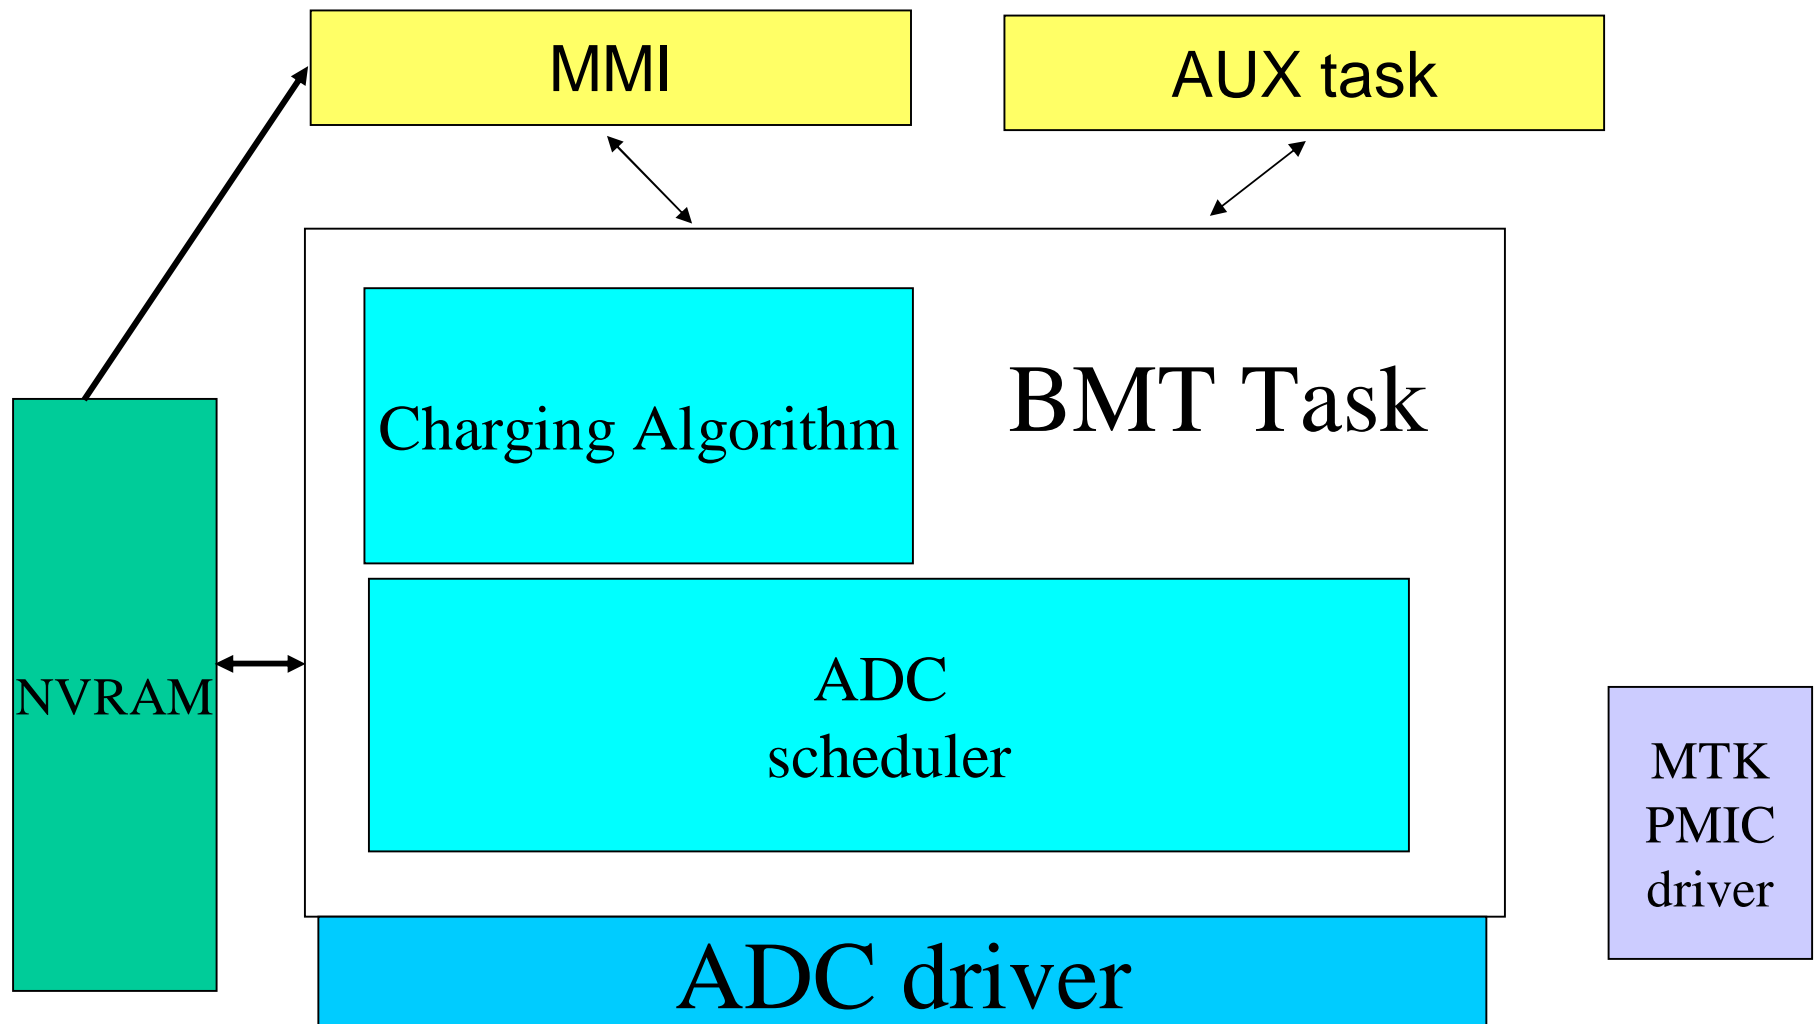 MMI
AUX task
Charging Algorithm
BMT Task
NVRAM
ADC
scheduler
MTK
PMIC
driver
ADC driver